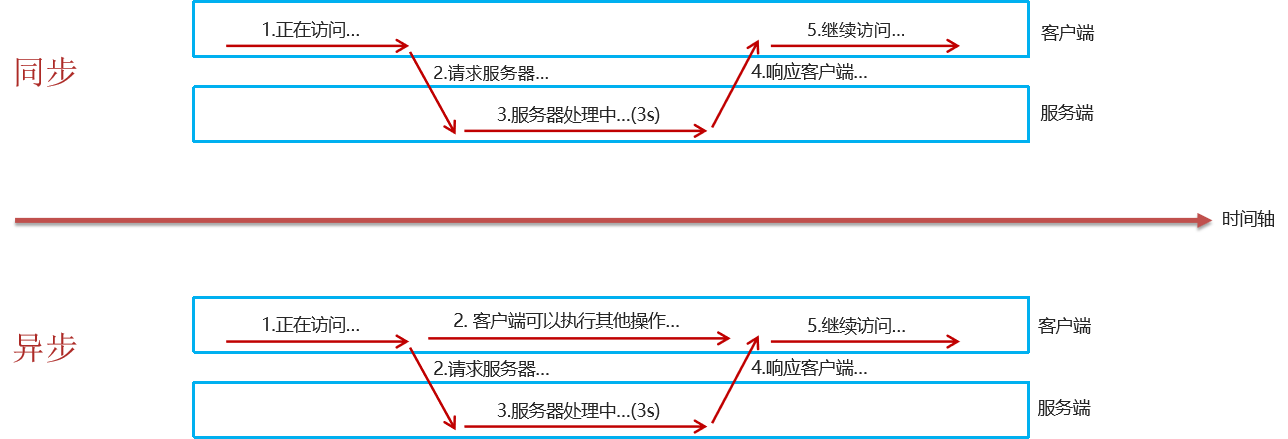 1.正在访问...
5.继续访问...
客户端
同步
2.请求服务器...
4.响应客户端...
3.服务器处理中...(3s)
服务端
时间轴
1.正在访问...
2. 客户端可以执行其他操作...
5.继续访问...
客户端
异步
2.请求服务器...
4.响应客户端...
3.服务器处理中...(3s)
服务端